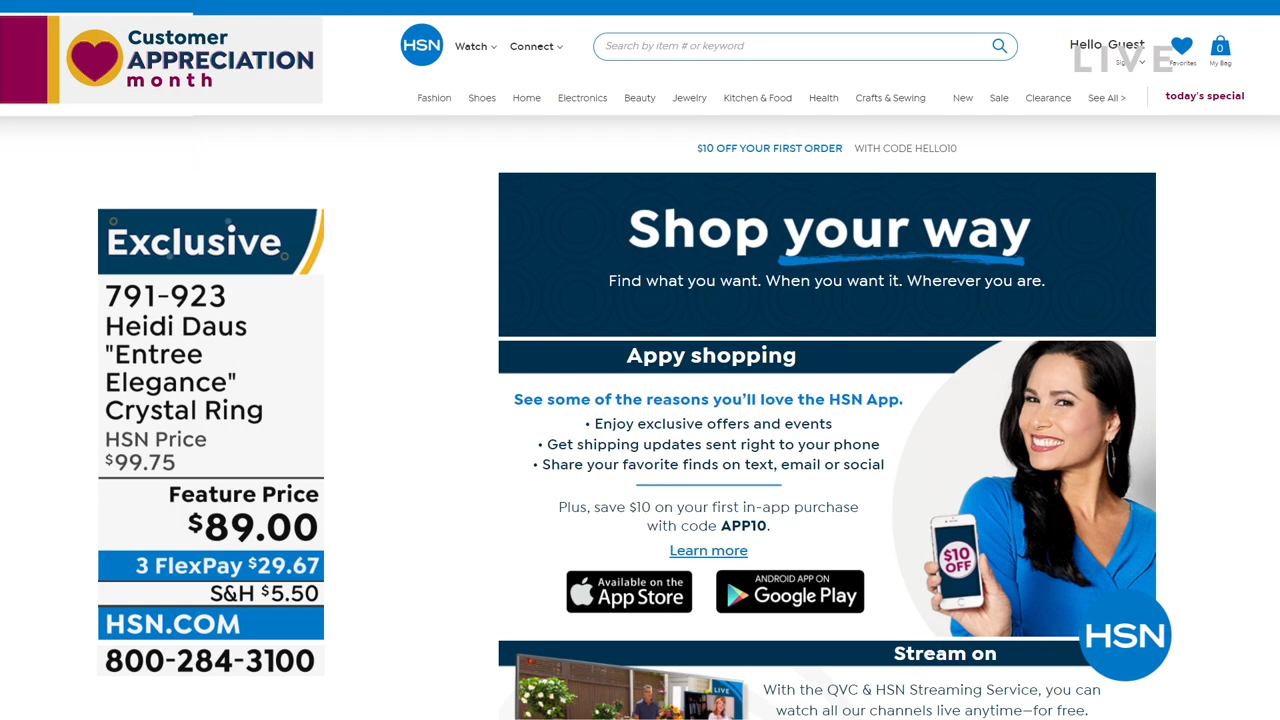 Customer
APPRECIATION
month
HSN
Watch
Connect
Search by item # or keyword
Hello, Guest
LIVE
Favorites
0
My Bag
Fashion
Shoes
Home
Electronics
Beauty
Jewelry
Kitchen & Food
Health
Crafts & Sewing
New
Sale
Clearance
See All >
today's special
$10 OFF YOUR FIRST ORDER WITH CODE HELLO10
Exclusive
791-923
Heidi Daus
"Entree
Elegance"
Crystal Ring
HSN Price
$99.75
Feature Price
$89.00
3 FlexPay $29.67
S&H $5.50
HSN.COM
800-284-3100
Shop your way
Find what you want. When you want it. Wherever you are.
Appy shopping
See some of the reasons you'll love the HSN App.
• Enjoy exclusive offers and events
• Get shipping updates sent right to your phone
• Share your favorite finds on text, email or social
Plus, save $10 on your first in-app purchase
with code APP10.
Learn more
Available on the
App Store
ANDROID APP ON
Google Play
$10
OFF
HSN
Stream on
LIVE
With the QVC & HSN Streaming Service, you can
watch all our channels live anytime—for free.